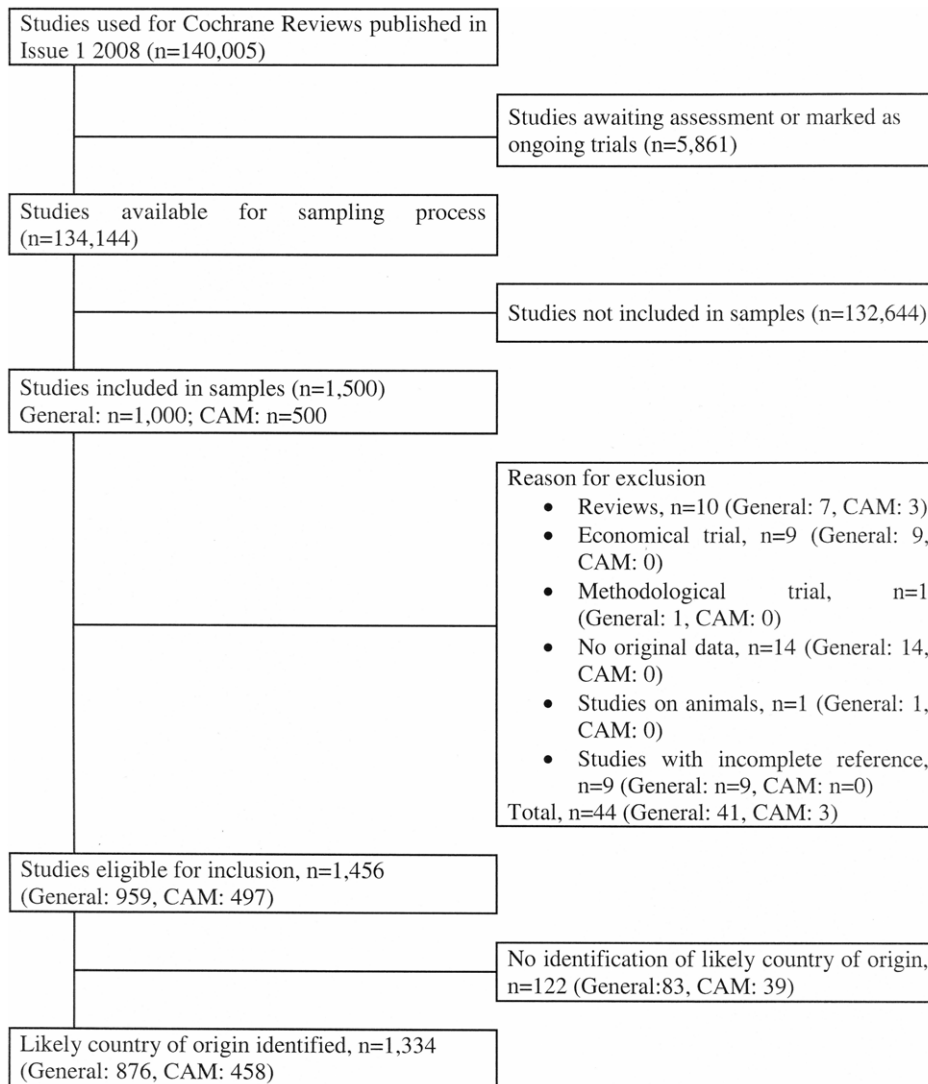 Studies used for Cochrane Reviews published in
Issue 1 2008 (n=140,005)
Studies awaiting assessment or marked as
ongoing trials (n=5,861)
Studies available for sampling process
(n=134,144)
Studies not included in samples (n=132,644)
Studies included in samples (n=1,500)
General: n=1,000; CAM: n=500
Reason for exclusion
• Reviews, n=10 (General: 7, CAM: 3)
• Economical trial, n=9 (General: 9,
CAM: 0)
• Methodological trial, n=1
(General: 1, CAM: 0)
• No original data, n=14 (General: 14,
CAM: 0)
• Studies on animals, n=1 (General: 1,
CAM: 0)
• Studies with incomplete reference,
n=9 (General: n=9, CAM: n=0)
Total, n=44 (General: 41, CAM: 3)
Studies eligible for inclusion, n=1,456
(General: 959, CAM: 497)
No identification of likely country of origin,
n=122 (General:83, CAM: 39)
Likely country of origin identified, n=1,334
(General: 876, CAM: 458)